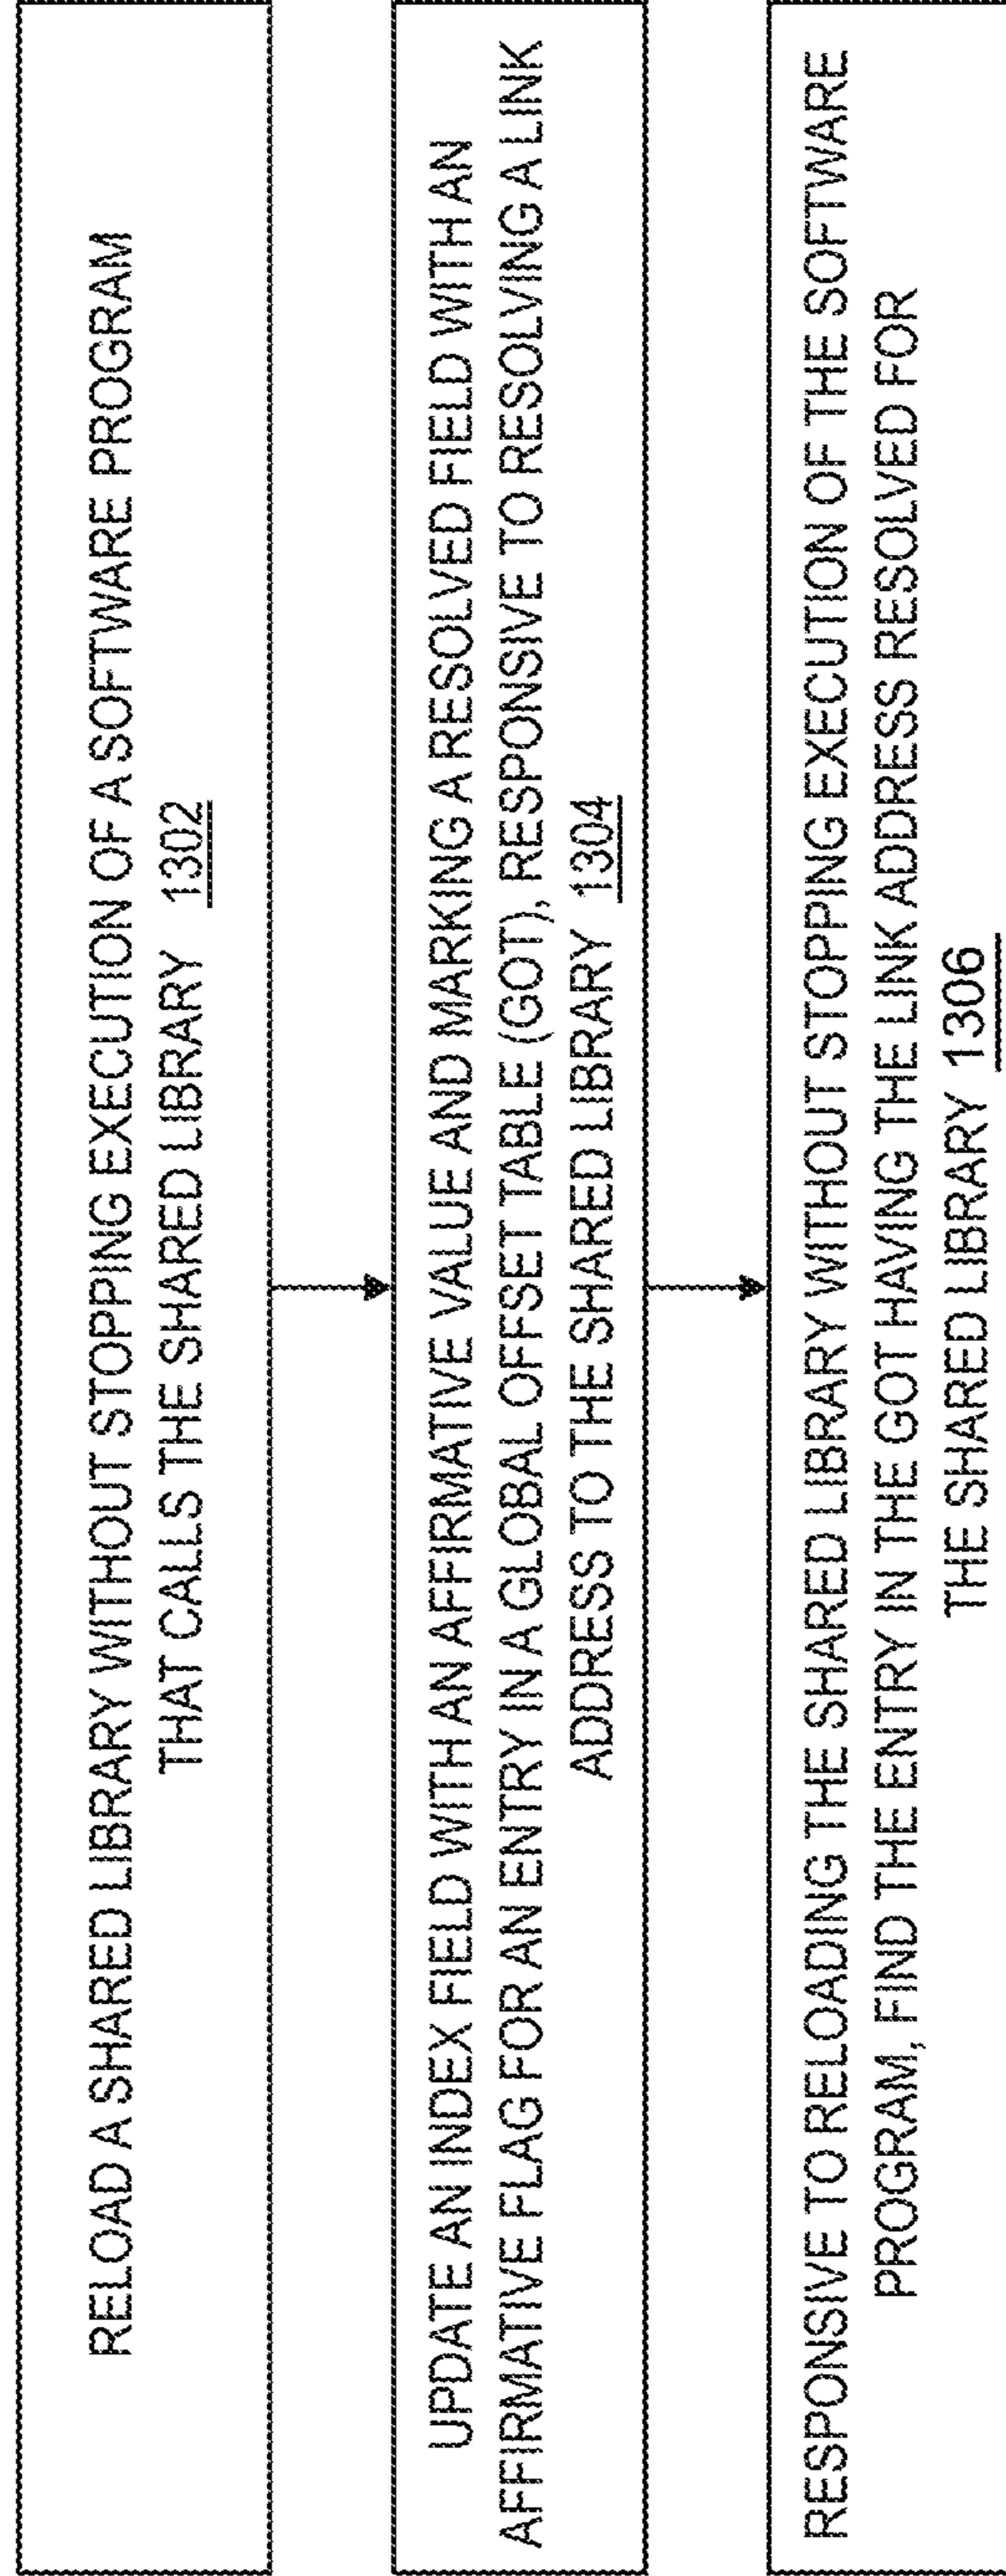 RELOAD A SHARED LIBRARY WITHOUT STOPPING EXECUTION OF A SOFTWARE PROGRAM
THAT CALLS THE SHARED LIBRARY 1302
UPDATE AN INDEX FIELD WITH AN AFFIRMATIVE VALUE AND MARKING A RESOLVED FIELD WITH AN
AFFIRMATIVE FLAG FOR AN ENTRY IN A GLOBAL OFFSET TABLE (GOT), RESPONSIVE TO RESOLVING A LINK
ADDRESS TO THE SHARED LIBRARY 1304
RESPONSIVE TO RELOADING THE SHARED LIBRARY WITHOUT STOPPING EXECUTION OF THE SOFTWARE
PROGRAM, FIND THE ENTRY IN THE GOT HAVING THE LINK ADDRESS RESOLVED FOR
THE SHARED LIBRARY 1306